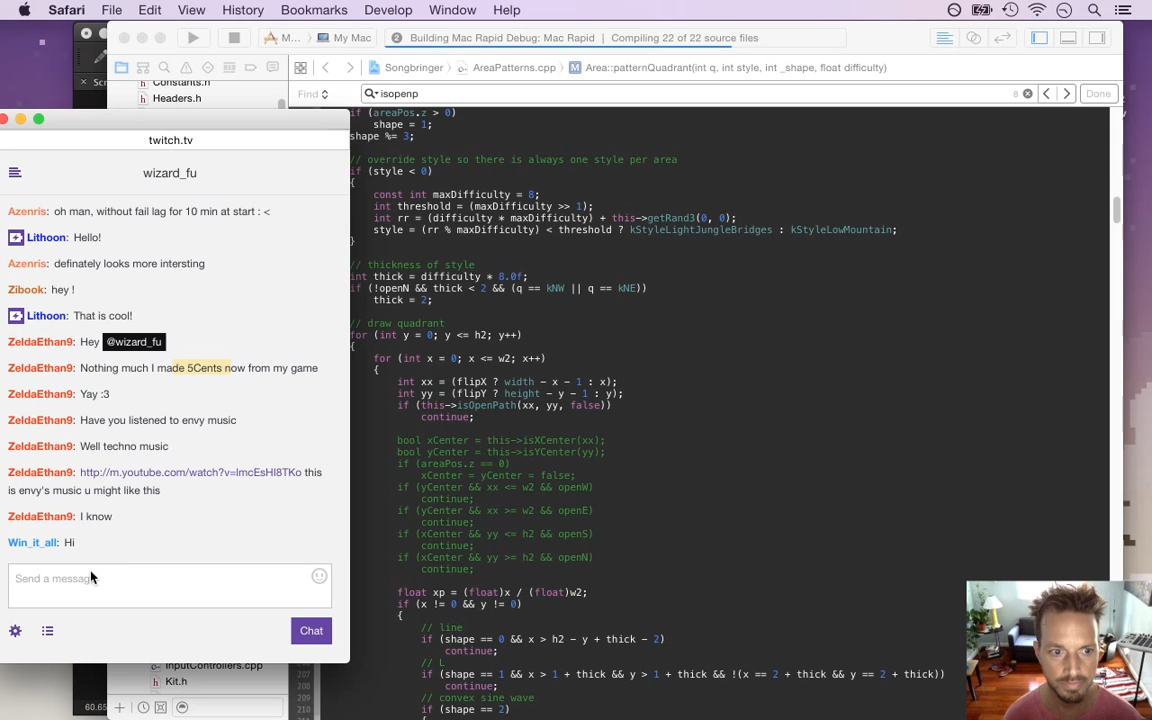 Safari File Edit View History Bookmarks Develop Window Help
M... My Mac
2 Building Mac Rapid Debug: Mac Rapid | Compiling 22 of 22 source files
Songbringer AreaPatterns.cpp M Area::patternQuadrant(int q, int style, int _shape, float difficulty)
Constants.h
Headers.h
Find isopenp 8 Done
twitch.tv
wizard_fu
Azenris: oh man, without fail lag for 10 min at start : <
Lithoon: Hello!
Azenris: definately looks more intersting
Zibook: hey !
Lithoon: That is cool!
ZeldaEthan9: Hey @wizard_fu
ZeldaEthan9: Nothing much I made 5Cents now from my game
ZeldaEthan9: Yay :3
ZeldaEthan9: Have you listened to envy music
ZeldaEthan9: Well techno music
ZeldaEthan9: http://m.youtube.com/watch?v=lmcEsHI8TKo this
is envy's music u might like this
ZeldaEthan9: I know
Win_it_all: Hi
Send a messag
Chat
InputControllers.cpp
Kit.h
60.65
if (areaPos.z > 0)
shape = 1;
shape %= 3;
// override style so there is always one style per area
if (style < 0)
{
const int maxDifficulty = 8;
int threshold = (maxDifficulty >> 1);
int rr = (difficulty * maxDifficulty) + this->getRand3(0, 0);
style = (rr % maxDifficulty) < threshold ? kStyleLightJungleBridges : kStyleLowMountain;
}
// thickness of style
int thick = difficulty * 8.0f;
if (!openN && thick < 2 && (q == kNW || q == kNE))
thick = 2;
// draw quadrant
for (int y = 0; y <= h2; y++)
{
for (int x = 0; x <= w2; x++)
{
int xx = (flipX ? width - x - 1 : x);
int yy = (flipY ? height - y - 1 : y);
if (this->isOpenPath(xx, yy, false))
continue;
bool xCenter = this->isXCenter(xx);
bool yCenter = this->isYCenter(yy);
if (areaPos.z == 0)
xCenter = yCenter = false;
if (yCenter && xx <= w2 && openW)
continue;
if (yCenter && xx >= w2 && openE)
continue;
if (xCenter && yy <= h2 && openS)
continue;
if (xCenter && yy >= h2 && openN)
continue;
float xp = (float)x / (float)w2;
if (x != 0 && y != 0)
{
// line
if (shape == 0 && x > h2 - y + thick - 2)
continue;
// L
if (shape == 1 && x > 1 + thick && y > 1 + thick && !(x == 2 + thick && y == 2 + thick))
continue;
// convex sine wave
if (shape == 2)
{
207
208
209
210
211